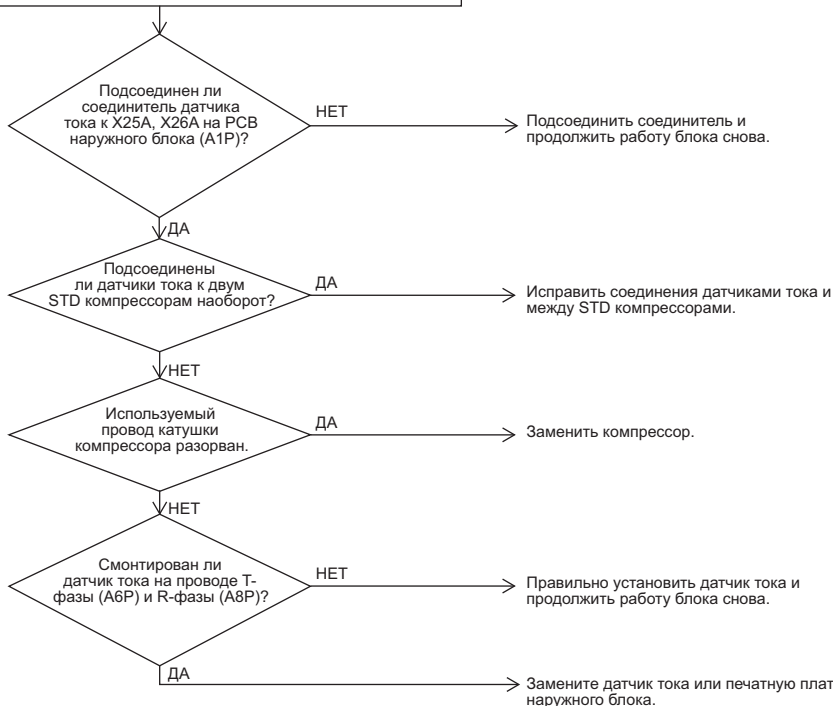 Подсоединен ли
соединитель датчика
тока к X25A, X26A на PCB
наружного блока (A1P)?
НЕТ
Подсоединить соединитель и
продолжить работу блока снова.
ДА
Подсоединены
ли датчики тока к двум
STD компрессорам наоборот?
ДА
Исправить соединения датчиками тока и
между STD компрессорами.
НЕТ
Используемый
провод катушки
компрессора разорван.
ДА
Заменить компрессор.
НЕТ
Смонтирован ли
датчик тока на проводе T-
фазы (A6P) и R-фазы (A8P)?
НЕТ
Правильно установить датчик тока и
продолжить работу блока снова.
ДА
Замените датчик тока или печатную плат
наружного блока.